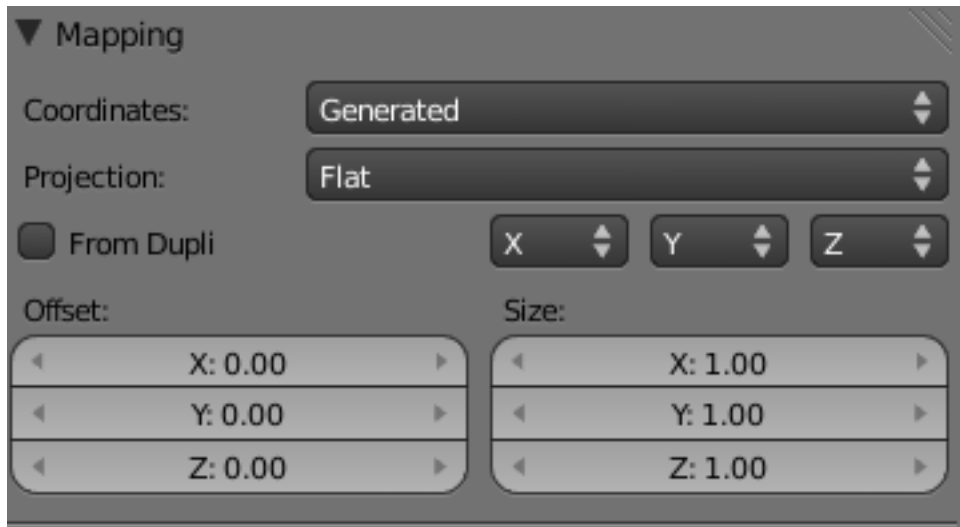 Mapping
Coordinates: Generated
Projection: Flat
From Dupli X Y Z
Offset: Size:
X: 0.00 X: 1.00
Y: 0.00 Y: 1.00
Z: 0.00 Z: 1.00